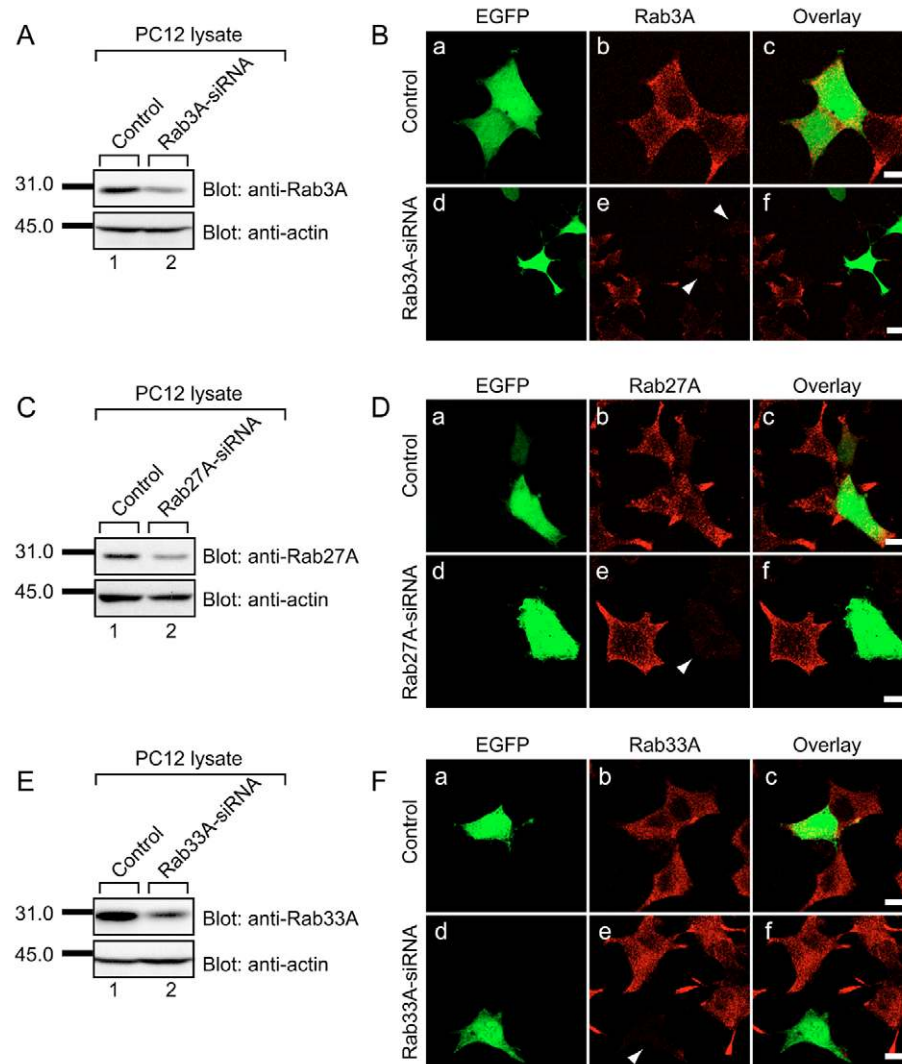 A
PC12 lysate
Control
Rab3A-siRNA
31.0
Blot: anti-Rab3A
45.0
Blot: anti-actin
1 2
B
EGFP Rab3A Overlay
Control
a b c
Rab3A-siRNA
d e f
C
PC12 lysate
Control
Rab27A-siRNA
31.0
Blot: anti-Rab27A
45.0
Blot: anti-actin
1 2
D
EGFP Rab27A Overlay
Control
a b c
Rab27A-siRNA
d e f
E
PC12 lysate
Control
Rab33A-siRNA
31.0
Blot: anti-Rab33A
45.0
Blot: anti-actin
1 2
F
EGFP Rab33A Overlay
Control
a b c
Rab33A-siRNA
d e f